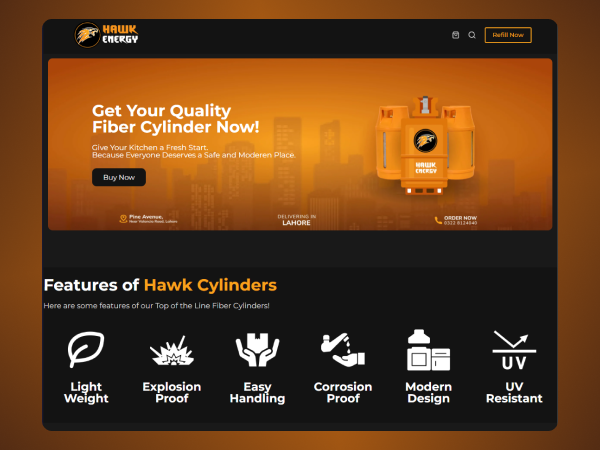 HAWK
ENERGY
Refill Now
Get Your Quality
Fiber Cylinder Now!
Give Your Kitchen a Fresh Start.
Because Everyone Deserves a Safe and Moderen Place.
Buy Now
HAWK
ENERGY
Pine Avenue,
Near Valencia Road, Lahore
DELIVERING IN
LAHORE
ORDER NOW
0322 8124040
Features of Hawk Cylinders
Here are some features of our Top of the Line Fiber Cylinders!
Light
Weight
Explosion
Proof
Easy
Handling
Corrosion
Proof
Modern
Design
UV
UV
Resistant